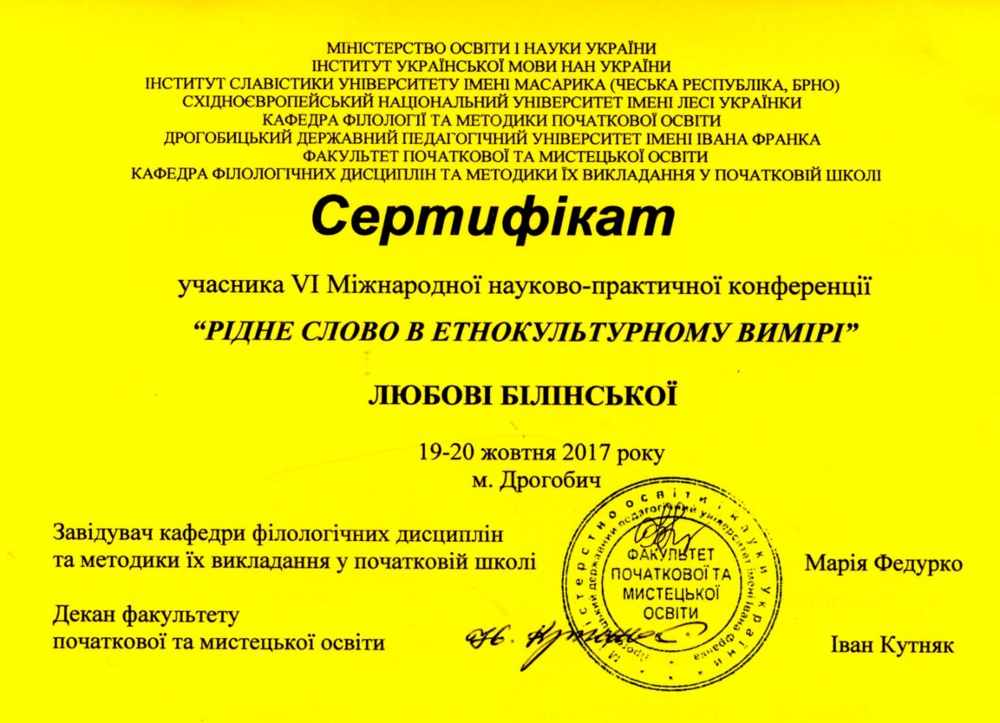 МІНІСТЕРСТВО ОСВІТИ І НАУКИ УКРАЇНИ
ІНСТИТУТ УКРАЇНСЬКОЇ МОВИ НАН УКРАЇНИ
ІНСТИТУТ СЛАВІСТИКИ УНІВЕРСИТЕТУ ІМЕНІ МАСАРИКА (ЧЕСЬКА РЕСПУБЛІКА, БРНО)
СХІДНОЄВРОПЕЙСЬКИЙ НАЦІОНАЛЬНИЙ УНІВЕРСИТЕТ ІМЕНІ ЛЕСІ УКРАЇНКИ
КАФЕДРА ФІЛОЛОГІЇ ТА МЕТОДИКИ ПОЧАТКОВОЇ ОСВІТИ
ДРОГОБИЦЬКИЙ ДЕРЖАВНИЙ ПЕДАГОГІЧНИЙ УНІВЕРСИТЕТ ІМЕНІ ІВАНА ФРАНКА
ФАКУЛЬТЕТ ПОЧАТКОВОЇ ТА МИСТЕЦЬКОЇ ОСВІТИ
КАФЕДРА ФІЛОЛОГІЧНИХ ДИСЦИПЛІН ТА МЕТОДИКИ ЇХ ВИКЛАДАННЯ У ПОЧАТКОВІЙ ШКОЛІ
Сертифікат
учасника VI Міжнародної науково-практичної конференції
“РІДНЕ СЛОВО В ЕТНОКУЛЬТУРНОМУ ВИМІРІ”
ЛЮБОВІ БІЛІНСЬКОЇ
19-20 жовтня 2017 року
м. Дрогобич
Завідувач кафедри філологічних дисциплін
та методики їх викладання у початковій школі
Марія Федурко
Декан факультету
початкової та мистецької освіти
Іван Кутняк
Міністерство освіти і науки України
державний педагогічний університет імені Івана Франка
ФАКУЛЬТЕТ
ПОЧАТКОВОЇ ТА
МИСТЕЦЬКОЇ
ОСВІТИ